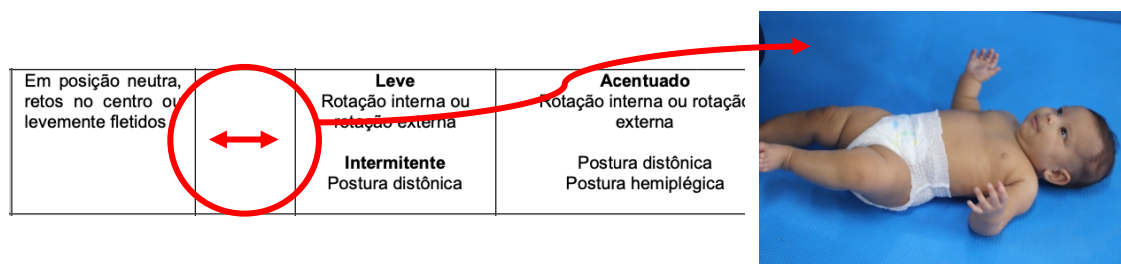 Em posição neutra,
retos no centro ou
levemente fletidos
Leve
Rotação interna ou
rotação externa
Intermitente
Postura distônica
Acentuado
Rotação interna ou rotação
externa
Postura distônica
Postura hemiplégica